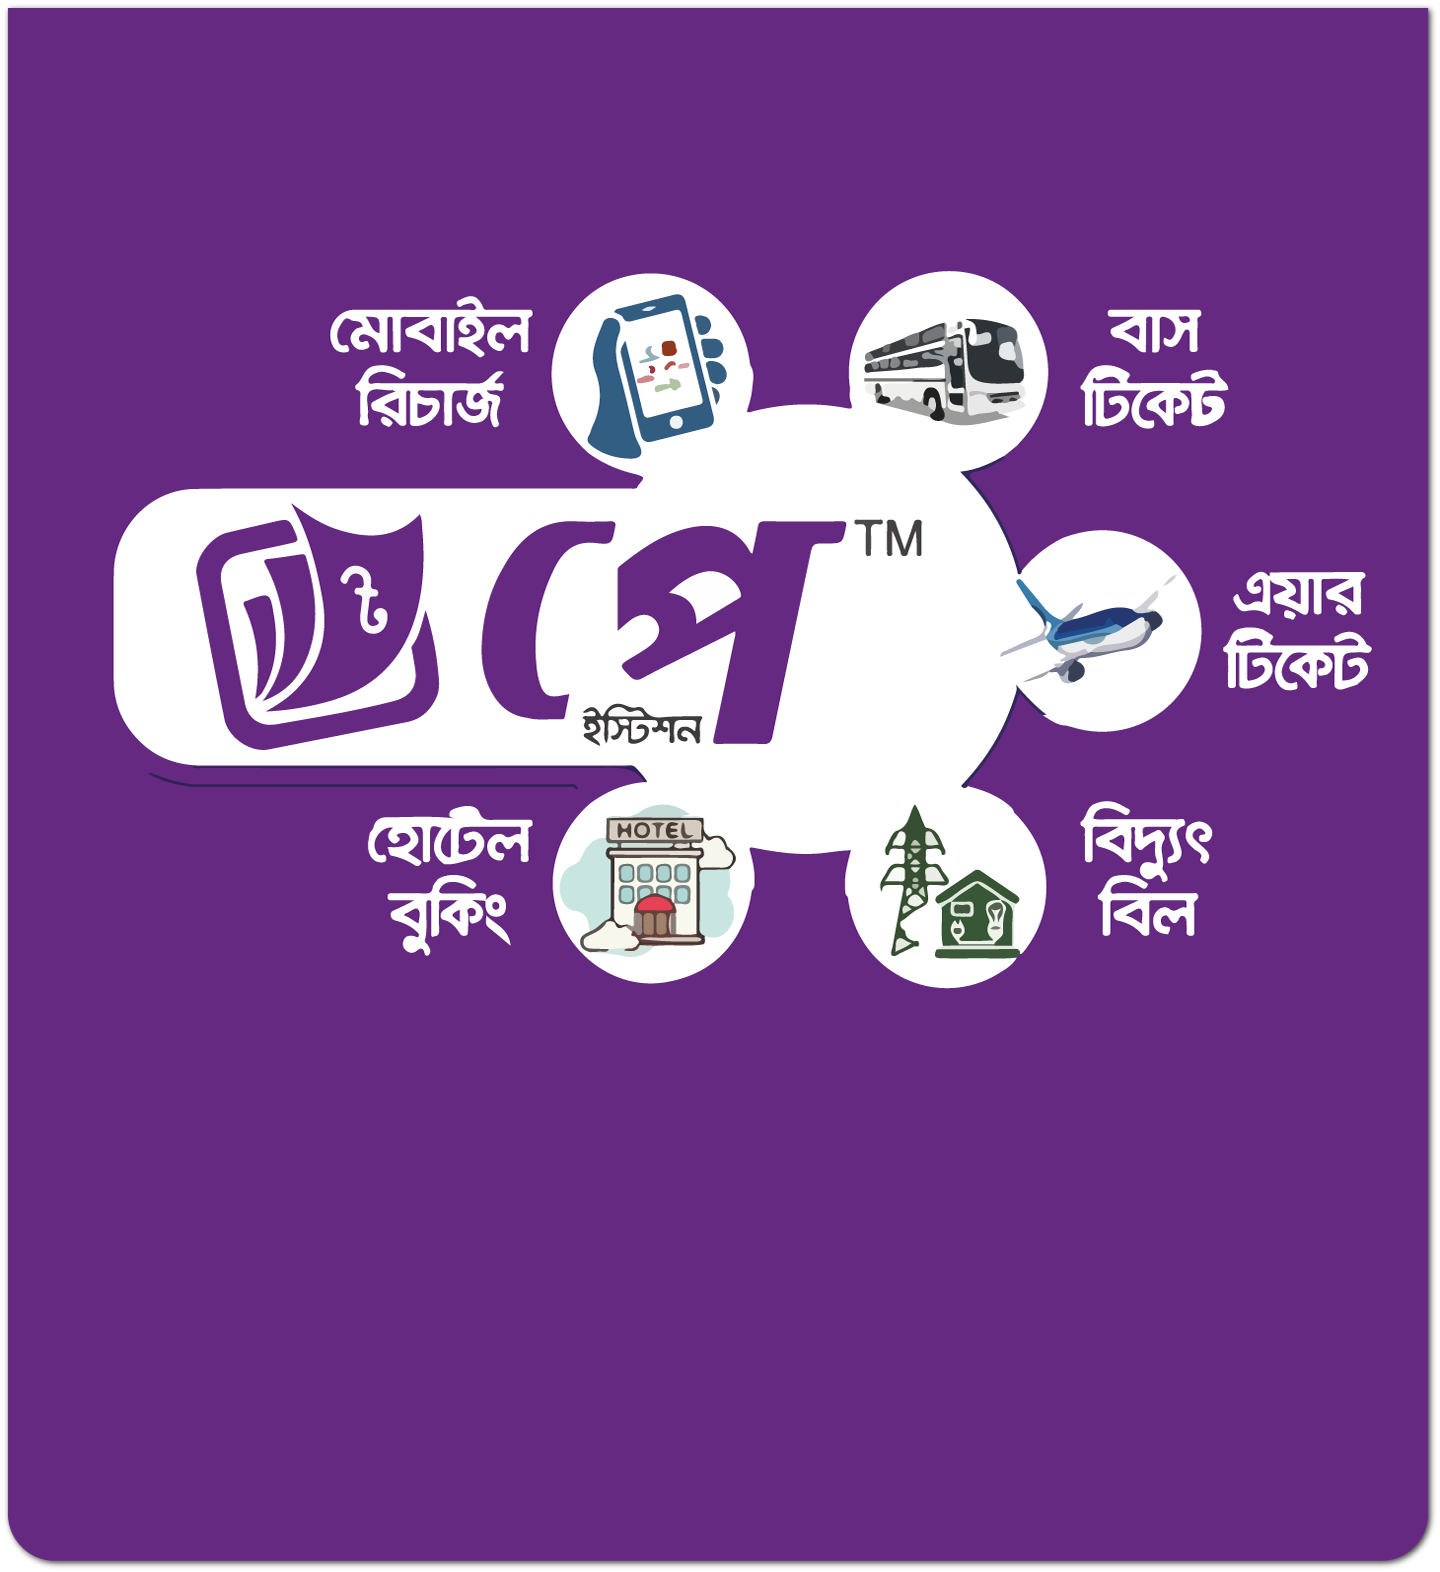 মোবাইল
রিচার্জ
বাস
টিকেট
৳
পে TM
ইস্টিশন
এয়ার
টিকেট
হোটেল
বুকিং
HOTEL
বিদ্যুৎ
বিল